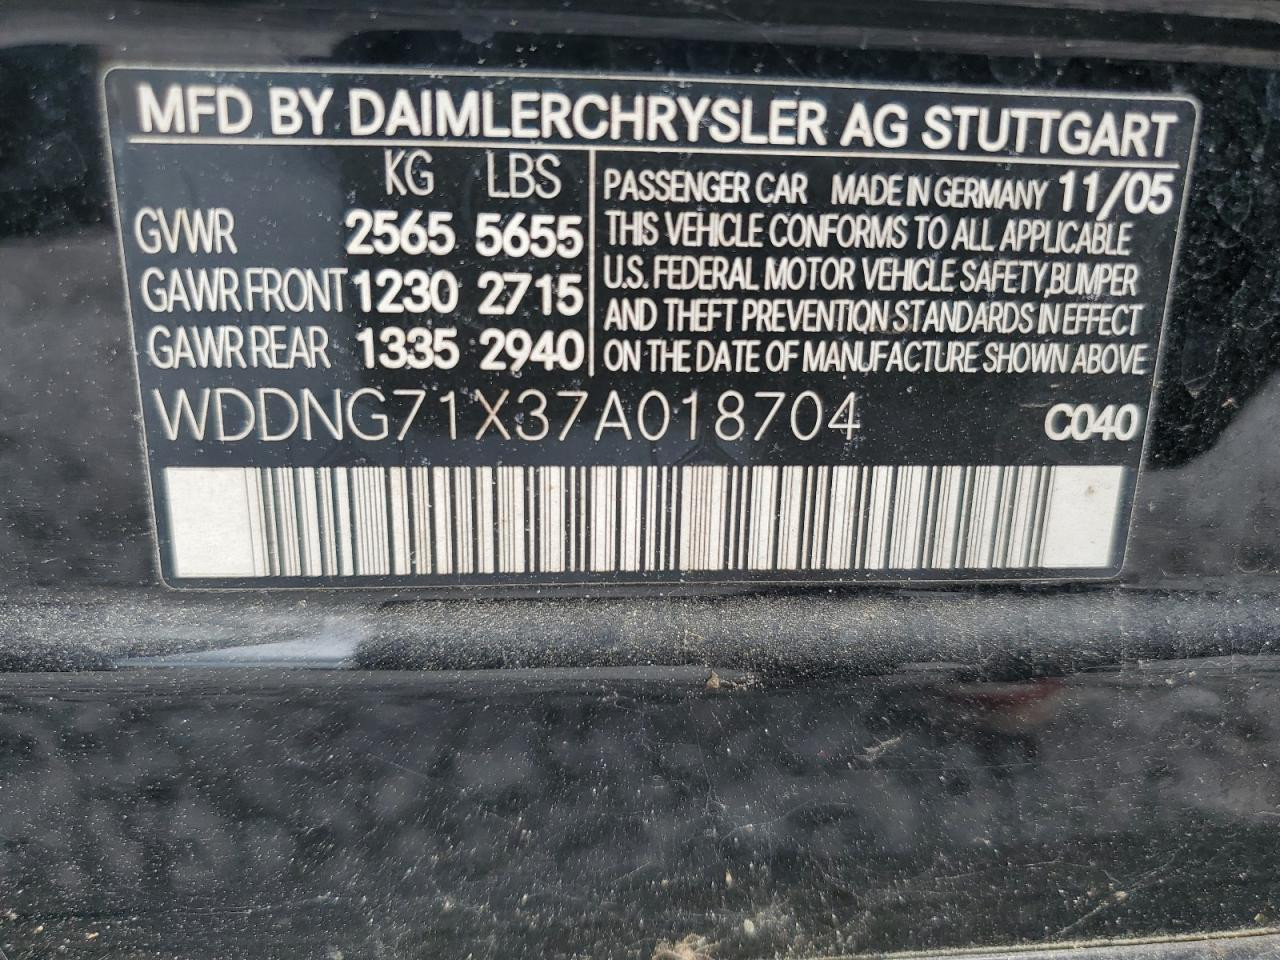 MFD BY DAIMLERCHRYSLER AG STUTTGART
KG LBS
GVWR 2565 5655
GAWR FRONT 1230 2715
GAWR REAR 1335 2940
PASSENGER CAR MADE IN GERMANY 11/05
THIS VEHICLE CONFORMS TO ALL APPLICABLE
U.S. FEDERAL MOTOR VEHICLE SAFETY,BUMPER
AND THEFT PREVENTION STANDARDS IN EFFECT
ON THE DATE OF MANUFACTURE SHOWN ABOVE
WDDNG71X37A018704 C040